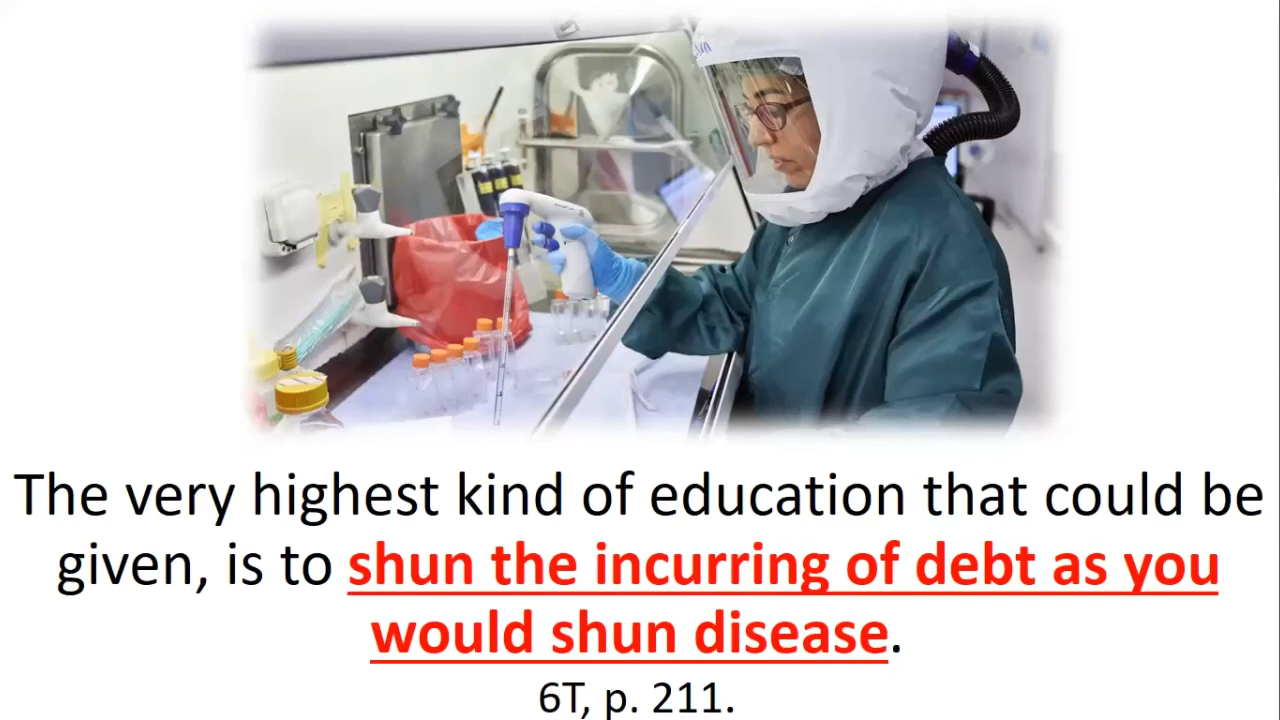 The very highest kind of education that could be
given, is to shun the incurring of debt as you
would shun disease.
6T, p. 211.